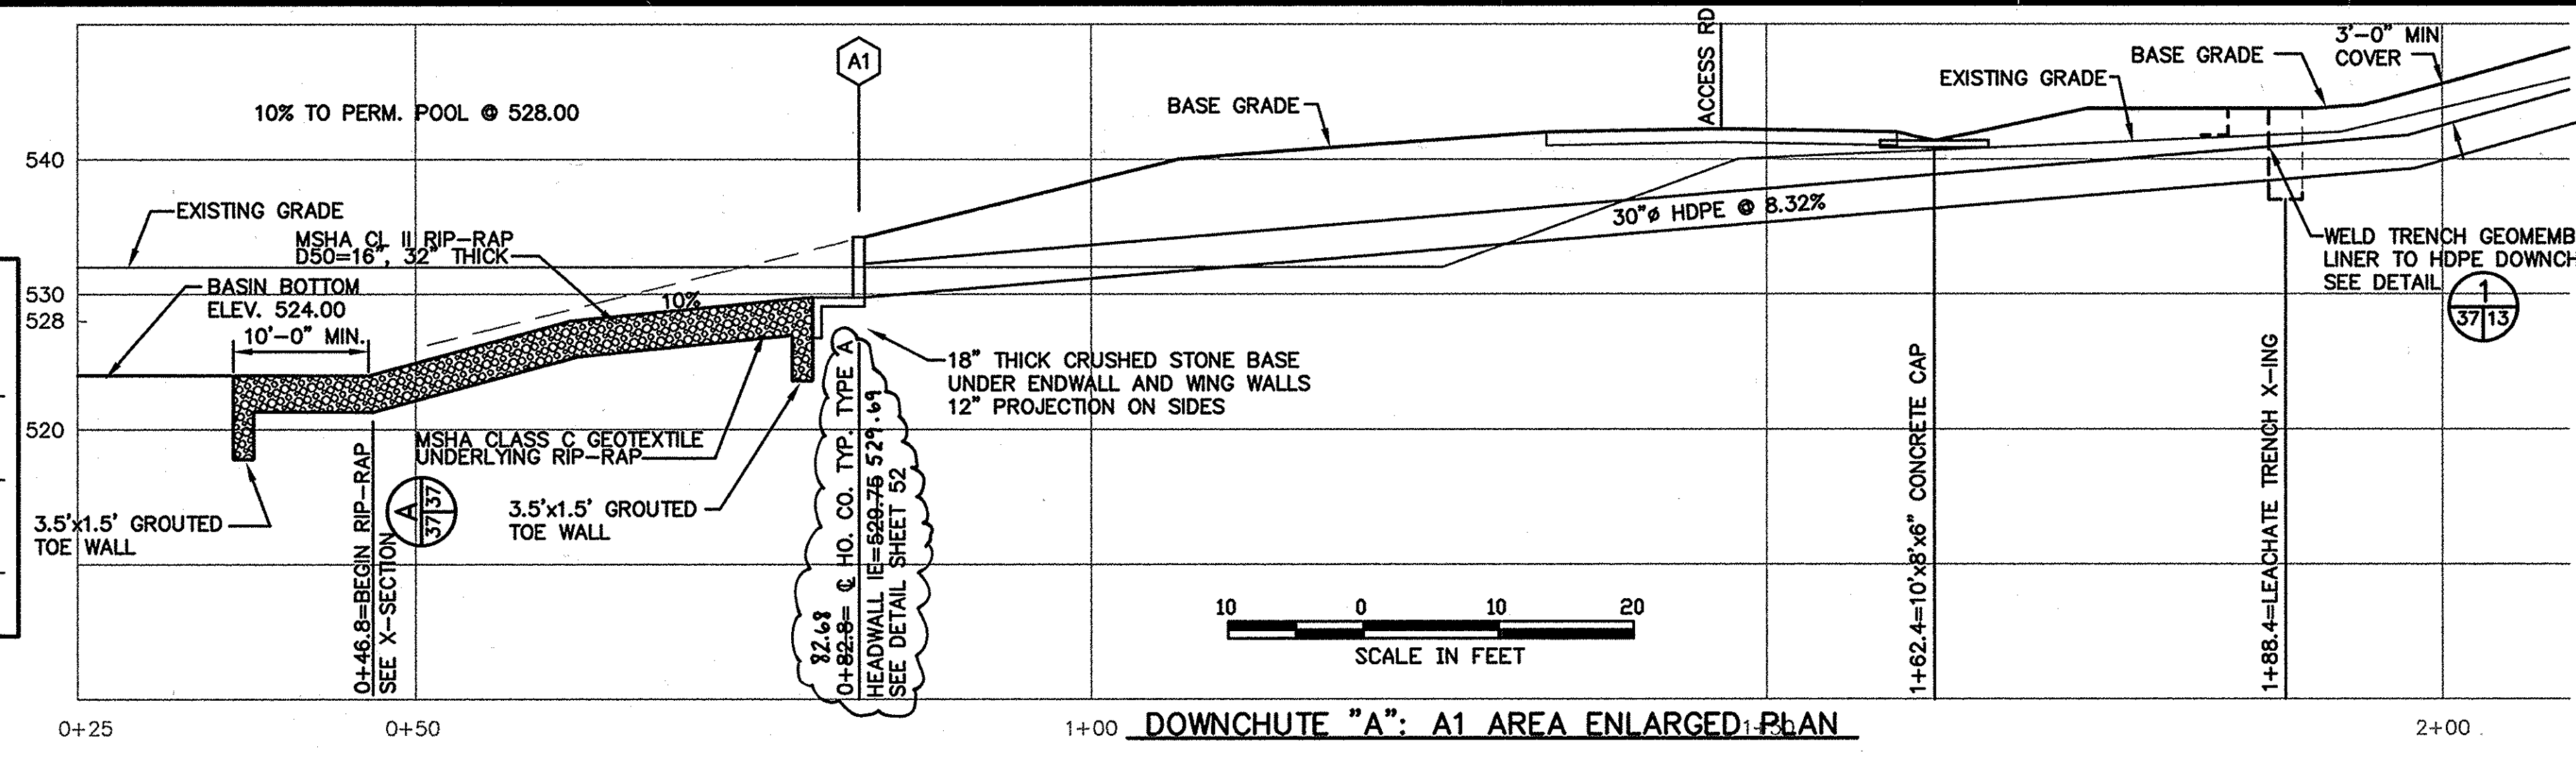 A1
10% TO PERM. POOL @ 528.00
BASE GRADE
ACCESS RD
EXISTING GRADE
BASE GRADE
3'-0" MIN
COVER
540
EXISTING GRADE
MSHA CL II RIP-RAP
D50=16", 32" THICK
BASIN BOTTOM
ELEV. 524.00
10'-0" MIN.
10%
30"ø HDPE @ 8.32%
WELD TRENCH GEOMEMB
LINER TO HDPE DOWNCH
SEE DETAIL
1
37 13
530
528
520
18" THICK CRUSHED STONE BASE
UNDER ENDWALL AND WING WALLS
12" PROJECTION ON SIDES
MSHA CLASS C GEOTEXTILE
UNDERLYING RIP-RAP
3.5'x1.5' GROUTED
TOE WALL
3.5'x1.5' GROUTED
TOE WALL
0+46.8=BEGIN RIP-RAP
SEE X-SECTION
A
37 37
82.68
0+82.8= ℄ HO. CO. TYP. TYPE A
HEADWALL IE=529.75 529.69
SEE DETAIL SHEET 52
1+62.4=10'x8'x6" CONCRETE CAP
1+88.4=LEACHATE TRENCH X-ING
10 0 10 20
SCALE IN FEET
0+25 0+50 1+00 1+50 2+00
DOWNCHUTE "A": A1 AREA ENLARGED PLAN